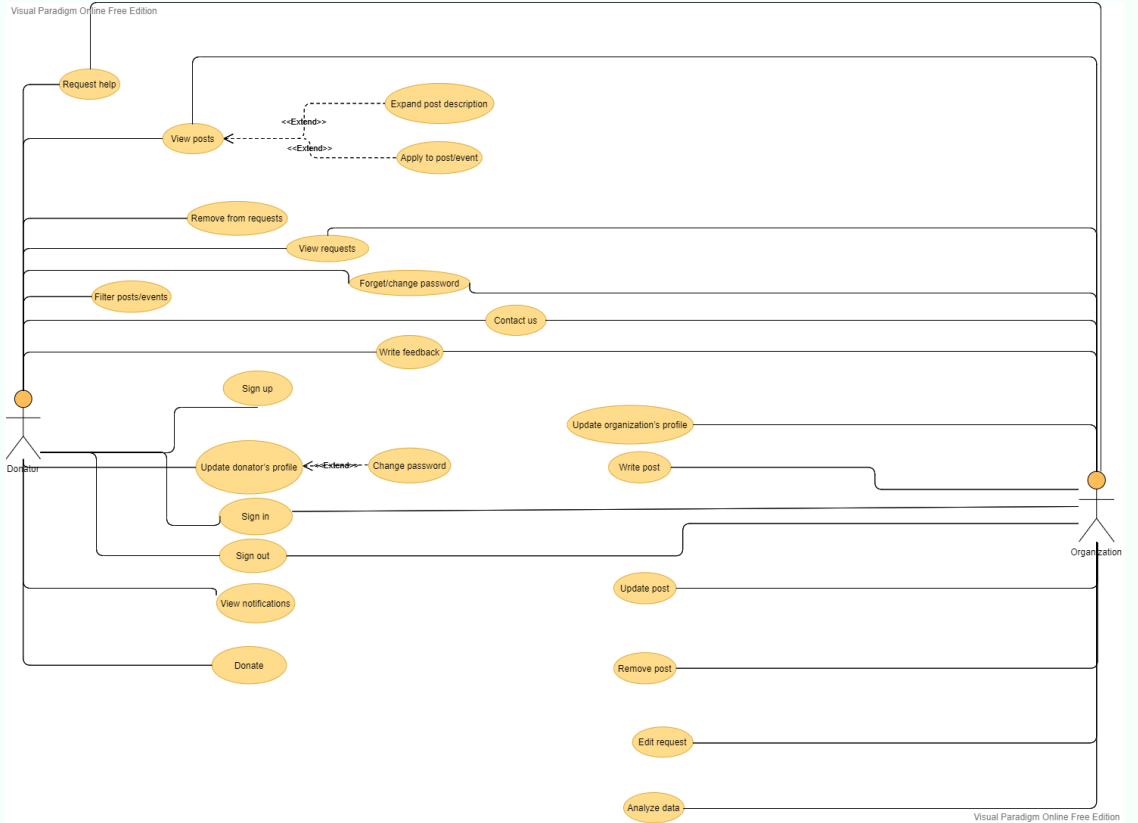 Visual Paradigm Online Free Edition
Request help
Expand post description
<<Extend>>
View posts
<<Extend>>
Apply to post/event
Remove from requests
View requests
Forget/change password
Filter posts/events
Contact us
Write feedback
Sign up
Update organization's profile
Donator
Update donator's profile
<<Extend>>
Change password
Write post
Sign in
Sign out
Organization
Update post
View notifications
Donate
Remove post
Edit request
Analyze data
Visual Paradigm Online Free Edition